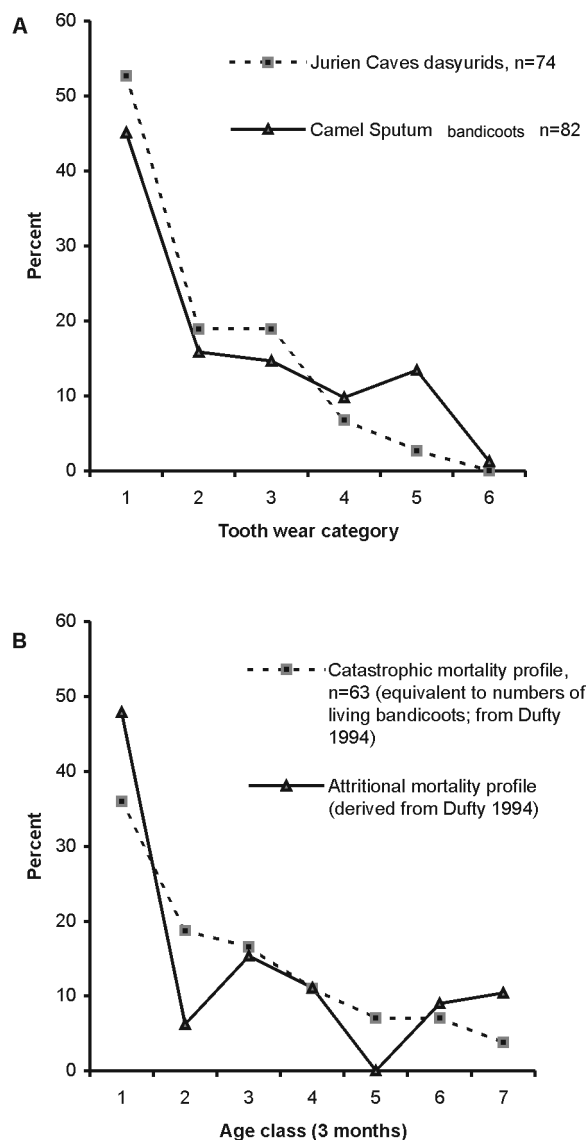 A
60
50
40
30
20
10
0
Percent
Jurien Caves dasyurids, n=74
Camel Sputum bandicoots n=82
1 2 3 4 5 6
Tooth wear category
B
60
50
40
30
20
10
0
Percent
Catastrophic mortality profile,
n=63 (equivalent to numbers of
living bandicoots; from Dufty
1994)
Attritional mortality profile
(derived from Dufty 1994)
1 2 3 4 5 6 7
Age class (3 months)